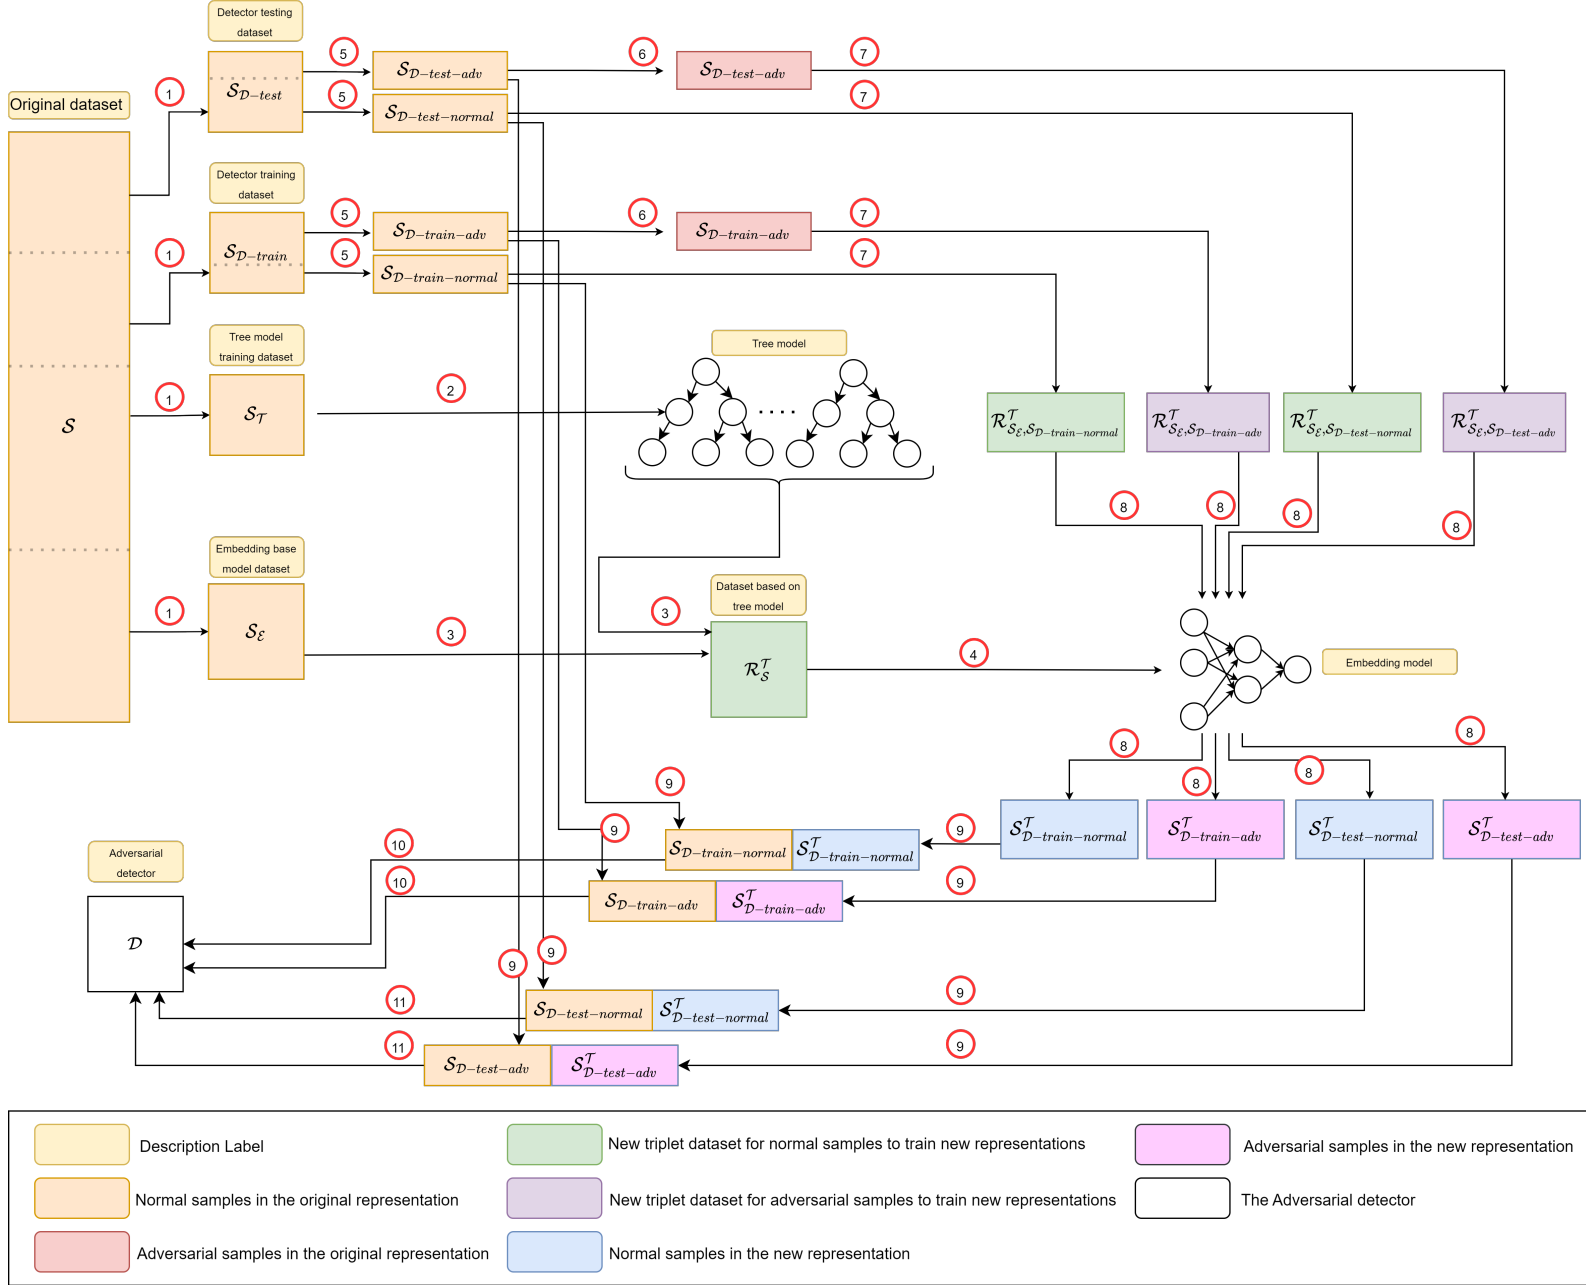 Detector testing
dataset
5
6
7
S_{D-test-adv}
S_{D-test-adv}
Original dataset
1
S_{D-test}
5
7
S_{D-test-normal}
Detector training
dataset
5
6
7
S_{D-train-adv}
S_{D-train-adv}
1
S_{D-train}
5
7
S_{D-train-normal}
Tree model
training dataset
Tree model
1
S_T
2
S
....
R^T_{S_E,S_{D-train-normal}}
R^T_{S_E,S_{D-train-adv}}
R^T_{S_E,S_{D-test-normal}}
R^T_{S_E,S_{D-test-adv}}
8
8
8
8
Embedding base
model dataset
Dataset based on
tree model
1
S_E
3
3
R^T_S
4
Embedding model
8
8
8
8
9
9
9
S_{D-train-normal}
S^T_{D-train-normal}
S^T_{D-train-normal}
S^T_{D-train-adv}
S^T_{D-test-normal}
S^T_{D-test-adv}
Adversarial
detector
10
10
S_{D-train-adv}
S^T_{D-train-adv}
9
D
9
9
11
S_{D-test-normal}
S^T_{D-test-normal}
9
11
S_{D-test-adv}
S^T_{D-test-adv}
9
Description Label
New triplet dataset for normal samples to train new representations
Adversarial samples in the new representation
Normal samples in the original representation
New triplet dataset for adversarial samples to train new representations
The Adversarial detector
Adversarial samples in the original representation
Normal samples in the new representation